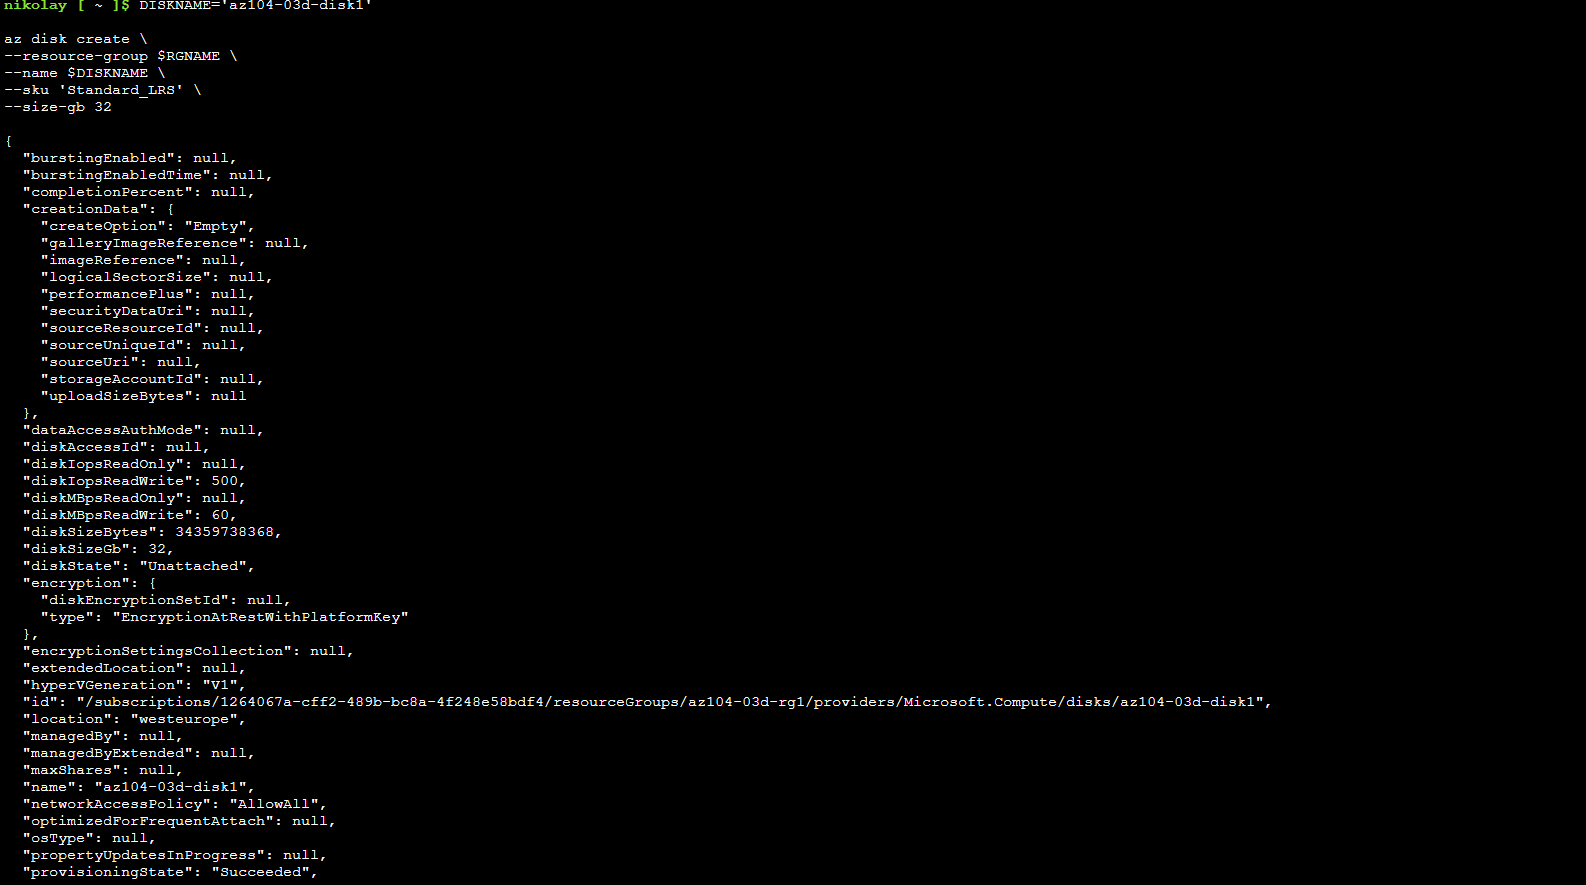 nikolay [ ~ ]$ DISKNAME='az104-03d-disk1'
az disk create \
--resource-group $RGNAME \
--name $DISKNAME \
--sku 'Standard_LRS' \
--size-gb 32
{
  "burstingEnabled": null,
  "burstingEnabledTime": null,
  "completionPercent": null,
  "creationData": {
    "createOption": "Empty",
    "galleryImageReference": null,
    "imageReference": null,
    "logicalSectorSize": null,
    "performancePlus": null,
    "securityDataUri": null,
    "sourceResourceId": null,
    "sourceUniqueId": null,
    "sourceUri": null,
    "storageAccountId": null,
    "uploadSizeBytes": null
  },
  "dataAccessAuthMode": null,
  "diskAccessId": null,
  "diskIopsReadOnly": null,
  "diskIopsReadWrite": 500,
  "diskMBpsReadOnly": null,
  "diskMBpsReadWrite": 60,
  "diskSizeBytes": 34359738368,
  "diskSizeGb": 32,
  "diskState": "Unattached",
  "encryption": {
    "diskEncryptionSetId": null,
    "type": "EncryptionAtRestWithPlatformKey"
  },
  "encryptionSettingsCollection": null,
  "extendedLocation": null,
  "hyperVGeneration": "V1",
  "id": "/subscriptions/1264067a-cff2-489b-bc8a-4f248e58bdf4/resourceGroups/az104-03d-rg1/providers/Microsoft.Compute/disks/az104-03d-disk1",
  "location": "westeurope",
  "managedBy": null,
  "managedByExtended": null,
  "maxShares": null,
  "name": "az104-03d-disk1",
  "networkAccessPolicy": "AllowAll",
  "optimizedForFrequentAttach": null,
  "osType": null,
  "propertyUpdatesInProgress": null,
  "provisioningState": "Succeeded",